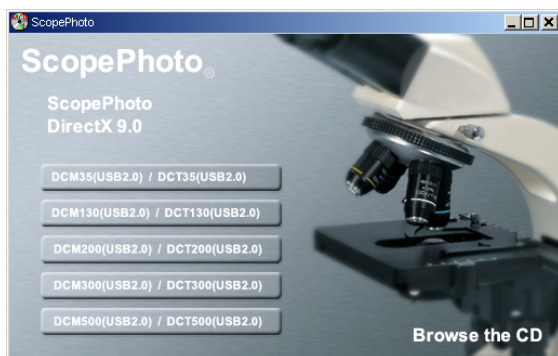 ScopePhoto
ScopePhoto®
ScopePhoto
DirectX 9.0
DCM35(USB2.0) / DCT35(USB2.0)
DCM130(USB2.0) / DCT130(USB2.0)
DCM200(USB2.0) / DCT200(USB2.0)
DCM300(USB2.0) / DCT300(USB2.0)
DCM500(USB2.0) / DCT500(USB2.0)
Browse the CD